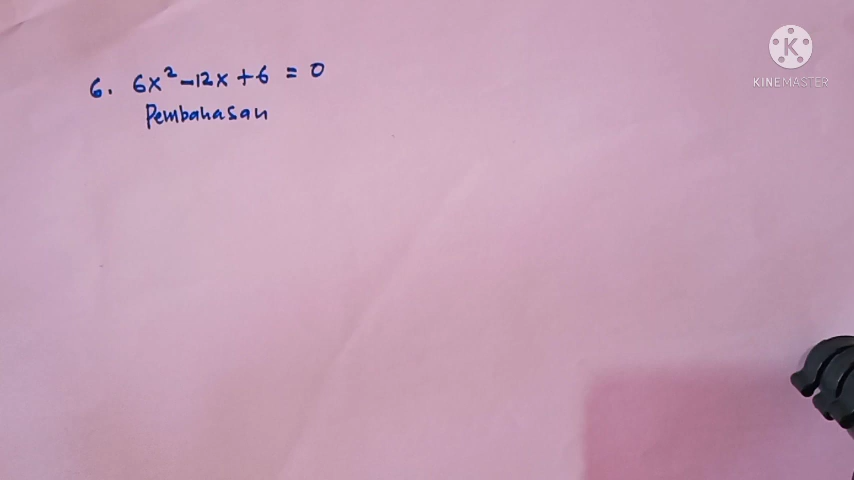 6. 6x² -12x +6 = 0
Pembahasan
K
KINEMASTER